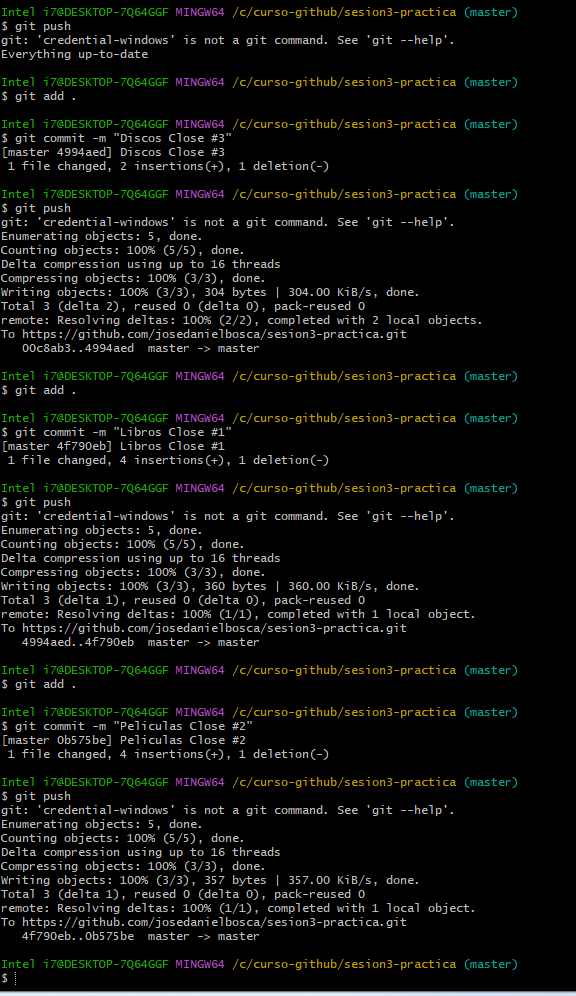 Intel i7@DESKTOP-7Q64GGF MINGW64 /c/curso-github/sesion3-practica (master)
$ git push
git: 'credential-windows' is not a git command. See 'git --help'.
Everything up-to-date
Intel i7@DESKTOP-7Q64GGF MINGW64 /c/curso-github/sesion3-practica (master)
$ git add .
Intel i7@DESKTOP-7Q64GGF MINGW64 /c/curso-github/sesion3-practica (master)
$ git commit -m "Discos Close #3"
[master 4994aed] Discos Close #3
 1 file changed, 2 insertions(+), 1 deletion(-)
Intel i7@DESKTOP-7Q64GGF MINGW64 /c/curso-github/sesion3-practica (master)
$ git push
git: 'credential-windows' is not a git command. See 'git --help'.
Enumerating objects: 5, done.
Counting objects: 100% (5/5), done.
Delta compression using up to 16 threads
Compressing objects: 100% (3/3), done.
Writing objects: 100% (3/3), 304 bytes | 304.00 KiB/s, done.
Total 3 (delta 2), reused 0 (delta 0), pack-reused 0
remote: Resolving deltas: 100% (2/2), completed with 2 local objects.
To https://github.com/josedanielbosca/sesion3-practica.git
   00c8ab3..4994aed  master -> master
Intel i7@DESKTOP-7Q64GGF MINGW64 /c/curso-github/sesion3-practica (master)
$ git add .
Intel i7@DESKTOP-7Q64GGF MINGW64 /c/curso-github/sesion3-practica (master)
$ git commit -m "Libros Close #1"
[master 4f790eb] Libros Close #1
 1 file changed, 4 insertions(+), 1 deletion(-)
Intel i7@DESKTOP-7Q64GGF MINGW64 /c/curso-github/sesion3-practica (master)
$ git push
git: 'credential-windows' is not a git command. See 'git --help'.
Enumerating objects: 5, done.
Counting objects: 100% (5/5), done.
Delta compression using up to 16 threads
Compressing objects: 100% (3/3), done.
Writing objects: 100% (3/3), 360 bytes | 360.00 KiB/s, done.
Total 3 (delta 1), reused 0 (delta 0), pack-reused 0
remote: Resolving deltas: 100% (1/1), completed with 1 local object.
To https://github.com/josedanielbosca/sesion3-practica.git
   4994aed..4f790eb  master -> master
Intel i7@DESKTOP-7Q64GGF MINGW64 /c/curso-github/sesion3-practica (master)
$ git add .
Intel i7@DESKTOP-7Q64GGF MINGW64 /c/curso-github/sesion3-practica (master)
$ git commit -m "Peliculas Close #2"
[master 0b575be] Peliculas Close #2
 1 file changed, 4 insertions(+), 1 deletion(-)
Intel i7@DESKTOP-7Q64GGF MINGW64 /c/curso-github/sesion3-practica (master)
$ git push
git: 'credential-windows' is not a git command. See 'git --help'.
Enumerating objects: 5, done.
Counting objects: 100% (5/5), done.
Delta compression using up to 16 threads
Compressing objects: 100% (3/3), done.
Writing objects: 100% (3/3), 357 bytes | 357.00 KiB/s, done.
Total 3 (delta 1), reused 0 (delta 0), pack-reused 0
remote: Resolving deltas: 100% (1/1), completed with 1 local object.
To https://github.com/josedanielbosca/sesion3-practica.git
   4f790eb..0b575be  master -> master
Intel i7@DESKTOP-7Q64GGF MINGW64 /c/curso-github/sesion3-practica (master)
$